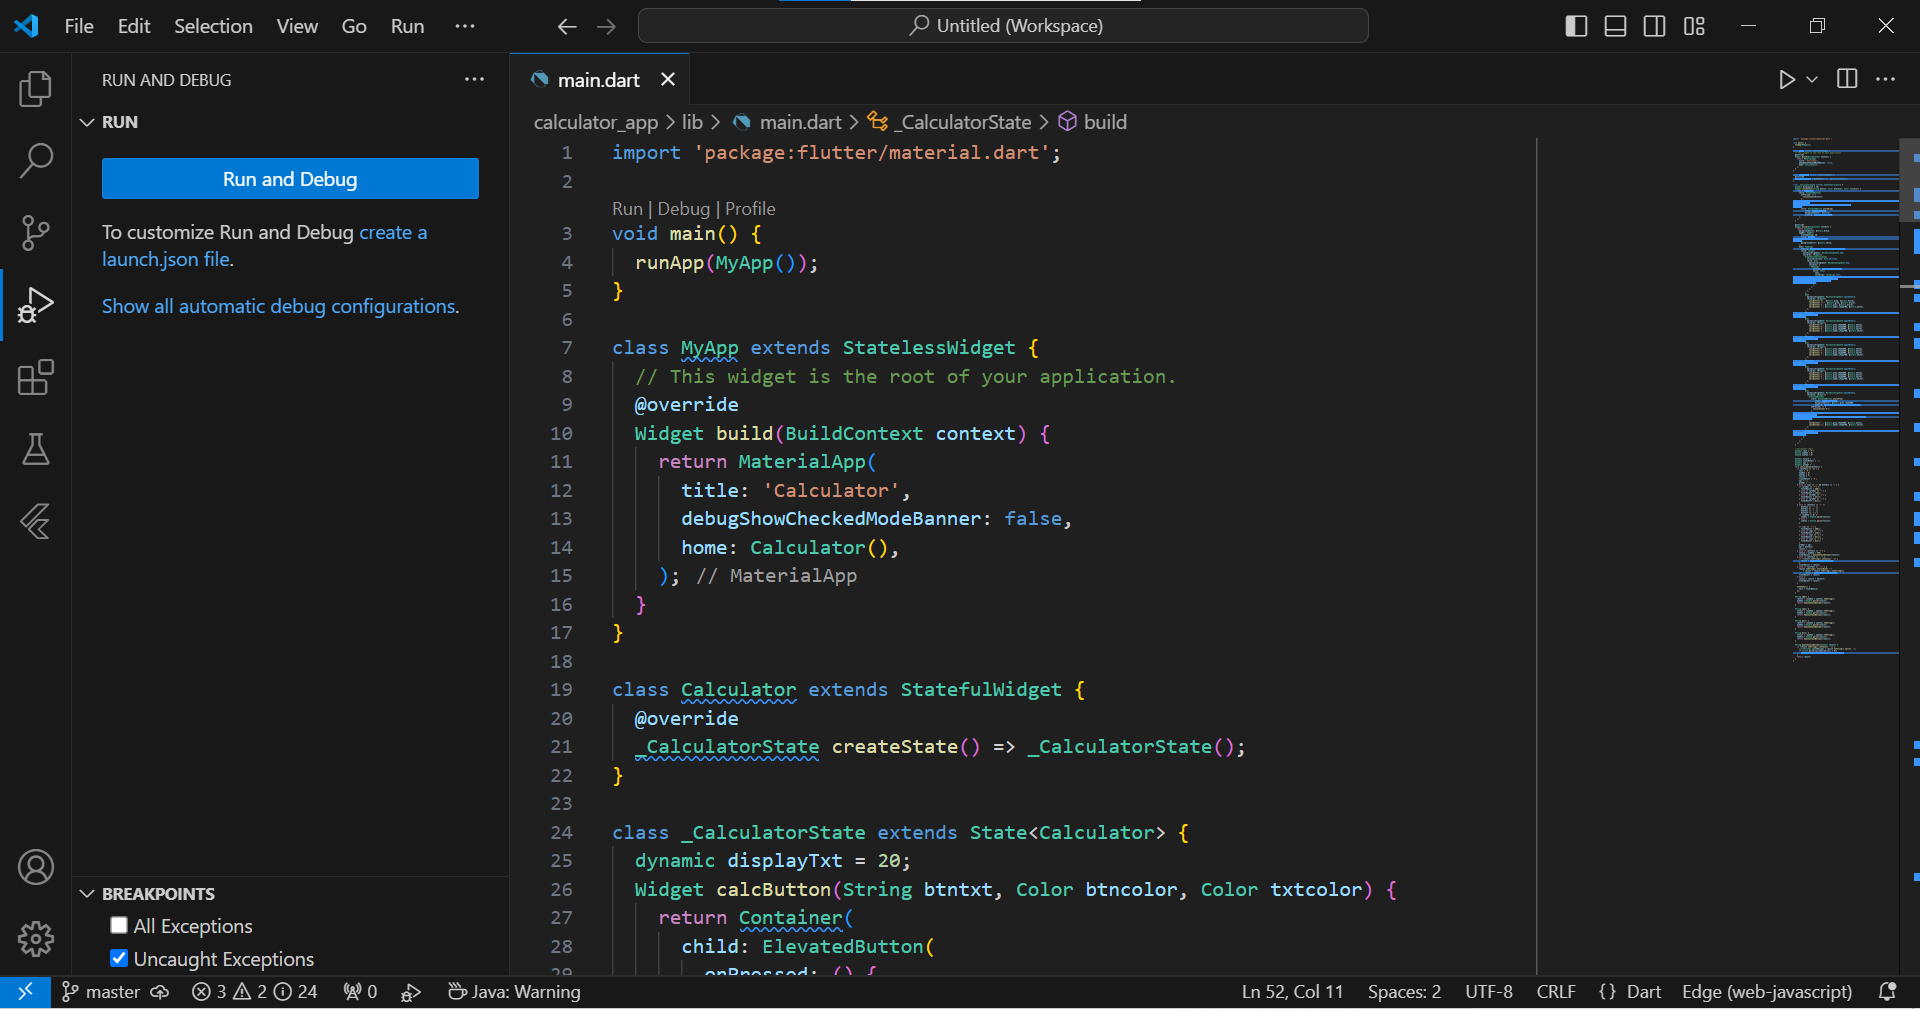 File Edit Selection View Go Run
Untitled (Workspace)
RUN AND DEBUG
RUN
Run and Debug
To customize Run and Debug create a
launch.json file.
Show all automatic debug configurations.
BREAKPOINTS
All Exceptions
Uncaught Exceptions
main.dart
calculator_app > lib > main.dart > _CalculatorState > build
1 import 'package:flutter/material.dart';
2
Run | Debug | Profile
3 void main() {
4 runApp(MyApp());
5 }
6
7 class MyApp extends StatelessWidget {
8 // This widget is the root of your application.
9 @override
10 Widget build(BuildContext context) {
11 return MaterialApp(
12 title: 'Calculator',
13 debugShowCheckedModeBanner: false,
14 home: Calculator(),
15 ); // MaterialApp
16 }
17 }
18
19 class Calculator extends StatefulWidget {
20 @override
21 _CalculatorState createState() => _CalculatorState();
22 }
23
24 class _CalculatorState extends State<Calculator> {
25 dynamic displayTxt = 20;
26 Widget calcButton(String btntxt, Color btncolor, Color txtcolor) {
27 return Container(
28 child: ElevatedButton(
29 onPressed: () {
master 3 2 24 0 Java: Warning Ln 52, Col 11 Spaces: 2 UTF-8 CRLF {} Dart Edge (web-javascript)